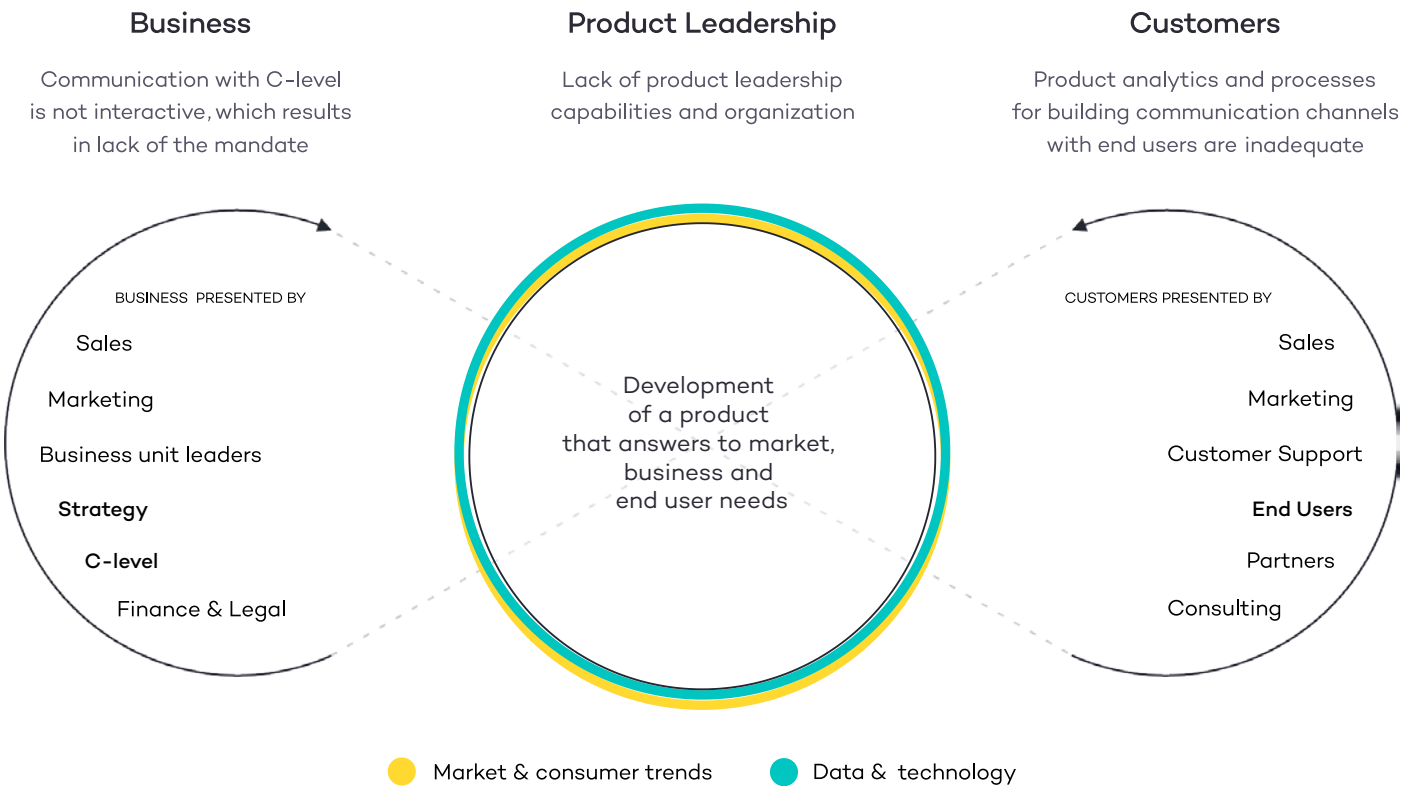 Business
Communication with C-level
is not interactive, which results
in lack of the mandate
Product Leadership
Lack of product leadership
capabilities and organization
Customers
Product analytics and processes
for building communication channels
with end users are inadequate
BUSINESS PRESENTED BY
Sales
Marketing
Business unit leaders
Strategy
C-level
Finance & Legal
Development
of a product
that answers to market,
business and
end user needs
CUSTOMERS PRESENTED BY
Sales
Marketing
Customer Support
End Users
Partners
Consulting
Market & consumer trends
Data & technology